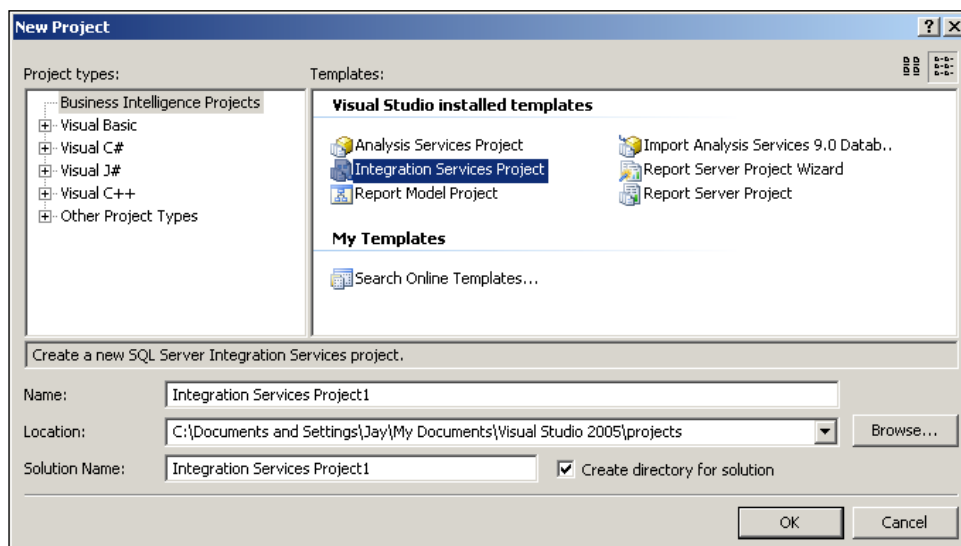 New Project
Project types:
Templates:
Business Intelligence Projects
Visual Basic
Visual C#
Visual J#
Visual C++
Other Project Types
Visual Studio installed templates
Analysis Services Project
Import Analysis Services 9.0 Datab..
Integration Services Project
Report Server Project Wizard
Report Model Project
Report Server Project
My Templates
Search Online Templates...
Create a new SQL Server Integration Services project.
Name:
Integration Services Project1
Location:
C:\Documents and Settings\Jay\My Documents\Visual Studio 2005\projects
Browse...
Solution Name:
Integration Services Project1
Create directory for solution
OK
Cancel